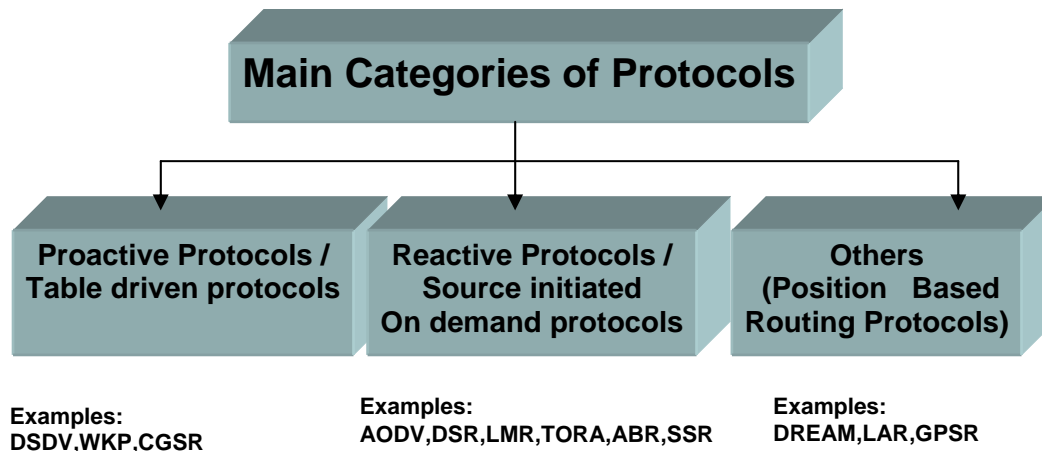 Main Categories of Protocols
Proactive Protocols /
Table driven protocols
Reactive Protocols /
Source initiated
On demand protocols
Others
(Position Based
Routing Protocols)
Examples:
DSDV,WKP,CGSR
Examples:
AODV,DSR,LMR,TORA,ABR,SSR
Examples:
DREAM,LAR,GPSR